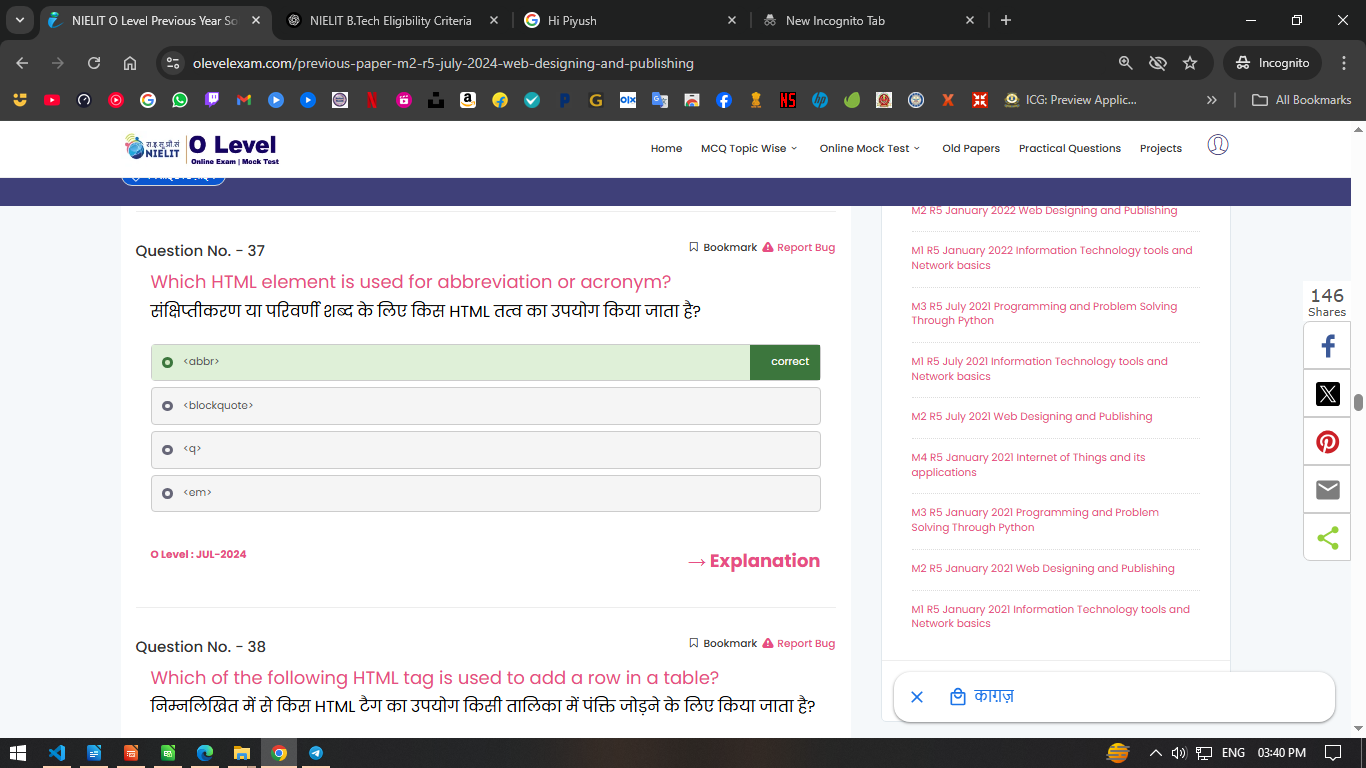 NIELIT O Level Previous Year So
NIELIT B.Tech Eligibility Criteria
Hi Piyush
New Incognito Tab
olevelexam.com/previous-paper-m2-r5-july-2024-web-designing-and-publishing
Incognito
ICG: Preview Applic...
All Bookmarks
रा.इ.सू.प्रौ.सं
NIELIT
O Level
Online Exam | Mock Test
Home
MCQ Topic Wise
Online Mock Test
Old Papers
Practical Questions
Projects
Question No. - 37
Bookmark
Report Bug
Which HTML element is used for abbreviation or acronym?
संक्षिप्तीकरण या परिवर्णी शब्द के लिए किस HTML तत्व का उपयोग किया जाता है?
<abbr>
correct
<blockquote>
<q>
<em>
O Level : JUL-2024
→ Explanation
Question No. - 38
Bookmark
Report Bug
Which of the following HTML tag is used to add a row in a table?
निम्नलिखित में से किस HTML टैग का उपयोग किसी तालिका में पंक्ति जोड़ने के लिए किया जाता है?
M2 R5 January 2022 Web Designing and Publishing
M1 R5 January 2022 Information Technology tools and
Network basics
M3 R5 July 2021 Programming and Problem Solving
Through Python
M1 R5 July 2021 Information Technology tools and
Network basics
M2 R5 July 2021 Web Designing and Publishing
M4 R5 January 2021 Internet of Things and its
applications
M3 R5 January 2021 Programming and Problem
Solving Through Python
M2 R5 January 2021 Web Designing and Publishing
M1 R5 January 2021 Information Technology tools and
Network basics
काग़ज़
146
Shares
ENG
03:40 PM